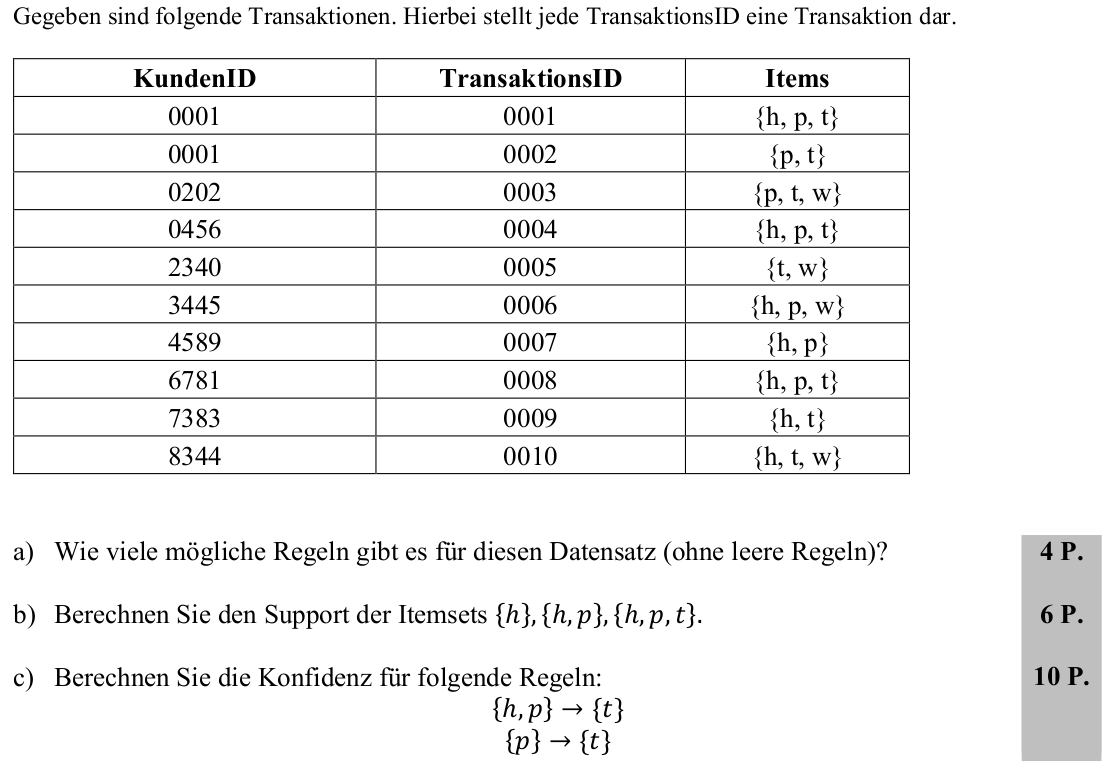 Gegeben sind folgende Transaktionen. Hierbei stellt jede TransaktionsID eine Transaktion dar.
KundenID TransaktionsID Items
0001 0001 {h, p, t}
0001 0002 {p, t}
0202 0003 {p, t, w}
0456 0004 {h, p, t}
2340 0005 {t, w}
3445 0006 {h, p, w}
4589 0007 {h, p}
6781 0008 {h, p, t}
7383 0009 {h, t}
8344 0010 {h, t, w}
a) Wie viele mögliche Regeln gibt es für diesen Datensatz (ohne leere Regeln)? 4 P.
b) Berechnen Sie den Support der Itemsets {h}, {h, p}, {h, p, t}. 6 P.
c) Berechnen Sie die Konfidenz für folgende Regeln: 10 P.
{h, p} → {t}
{p} → {t}